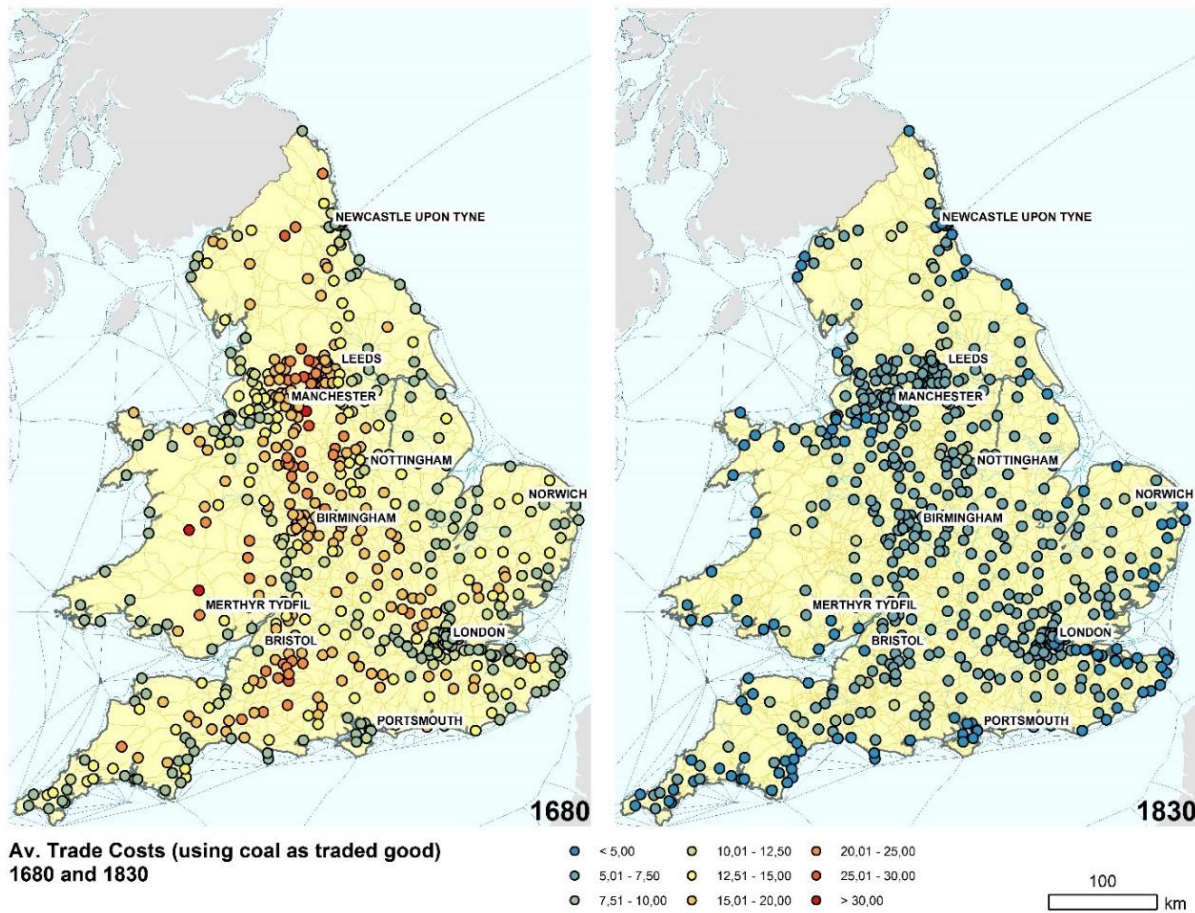 NEWCASTLE UPON TYNE
LEEDS
MANCHESTER
NOTTINGHAM
NORWICH
BIRMINGHAM
MERTHYR TYDFIL
BRISTOL
LONDON
PORTSMOUTH
1680
NEWCASTLE UPON TYNE
LEEDS
MANCHESTER
NOTTINGHAM
NORWICH
BIRMINGHAM
MERTHYR TYDFIL
BRISTOL
LONDON
PORTSMOUTH
1830
Av. Trade Costs (using coal as traded good)
1680 and 1830
< 5,00
5,01 - 7,50
7,51 - 10,00
10,01 - 12,50
12,51 - 15,00
15,01 - 20,00
20,01 - 25,00
25,01 - 30,00
> 30,00
100
km